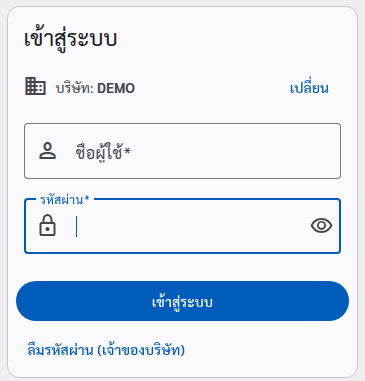 เข้าสู่ระบบ
บริษัท: DEMO เปลี่ยน
ชื่อผู้ใช้*
รหัสผ่าน*
เข้าสู่ระบบ
ลืมรหัสผ่าน (เจ้าของบริษัท)